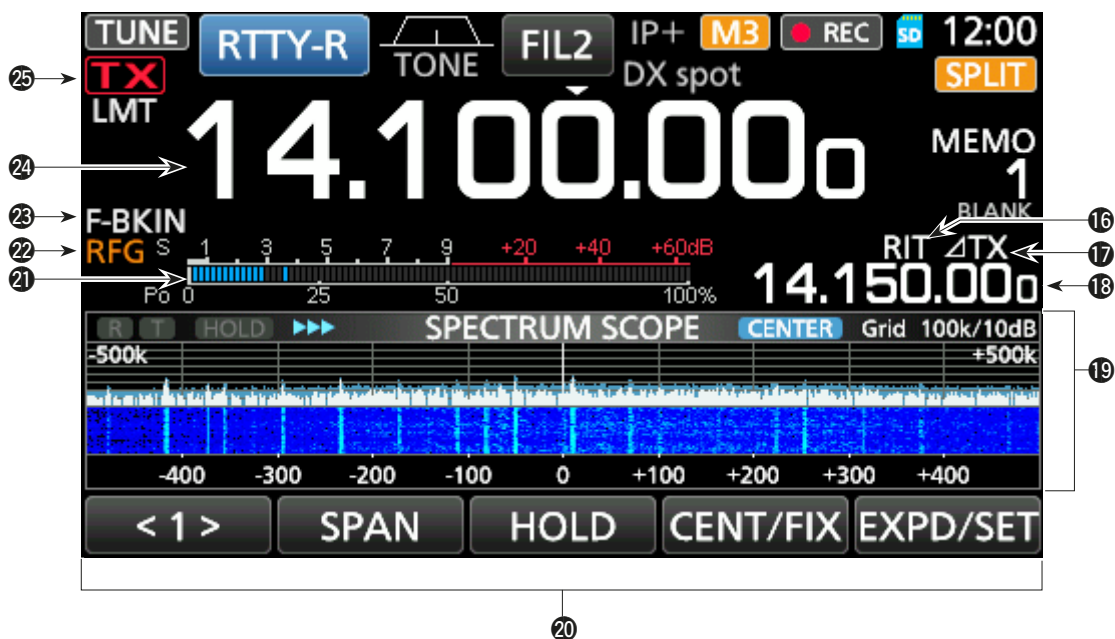 TUNE RTTY-R TONE FIL2 IP+ M3 REC SD 12:00
㉕ TX DX spot SPLIT
LMT
㉔ 14.100.000 MEMO
1
㉓ F-BKIN BLANK ⑯
㉒ RFG S 1 3 5 7 9 +20 +40 +60dB RIT ⊿TX ⑰
㉑ 14.150.000 ⑱
Po 0 25 50 100%
R T HOLD SPECTRUM SCOPE CENTER Grid 100k/10dB
-500k +500k
⑲
-400 -300 -200 -100 0 +100 +200 +300 +400
< 1 > SPAN HOLD CENT/FIX EXPD/SET
⑳